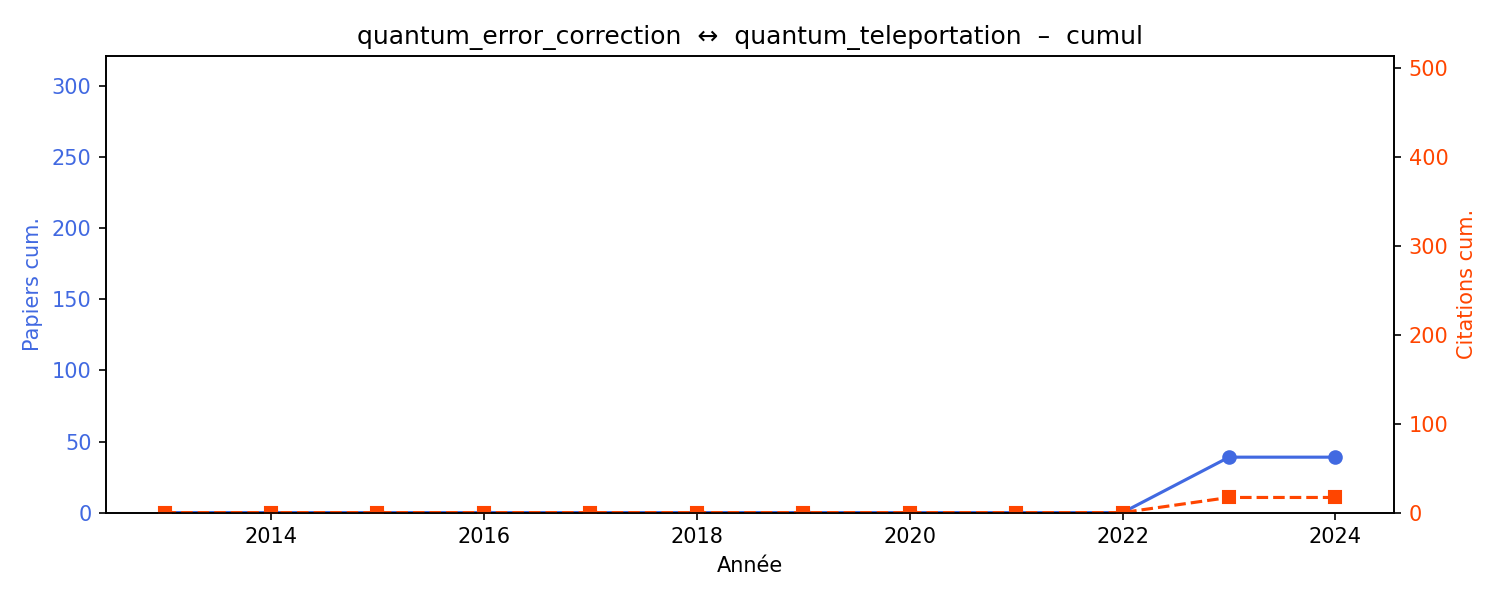 quantum_error_correction ↔ quantum_teleportation – cumul
300
250
200
150
100
50
0
Papiers cum.
500
400
300
200
100
0
Citations cum.
2014 2016 2018 2020 2022 2024
Année